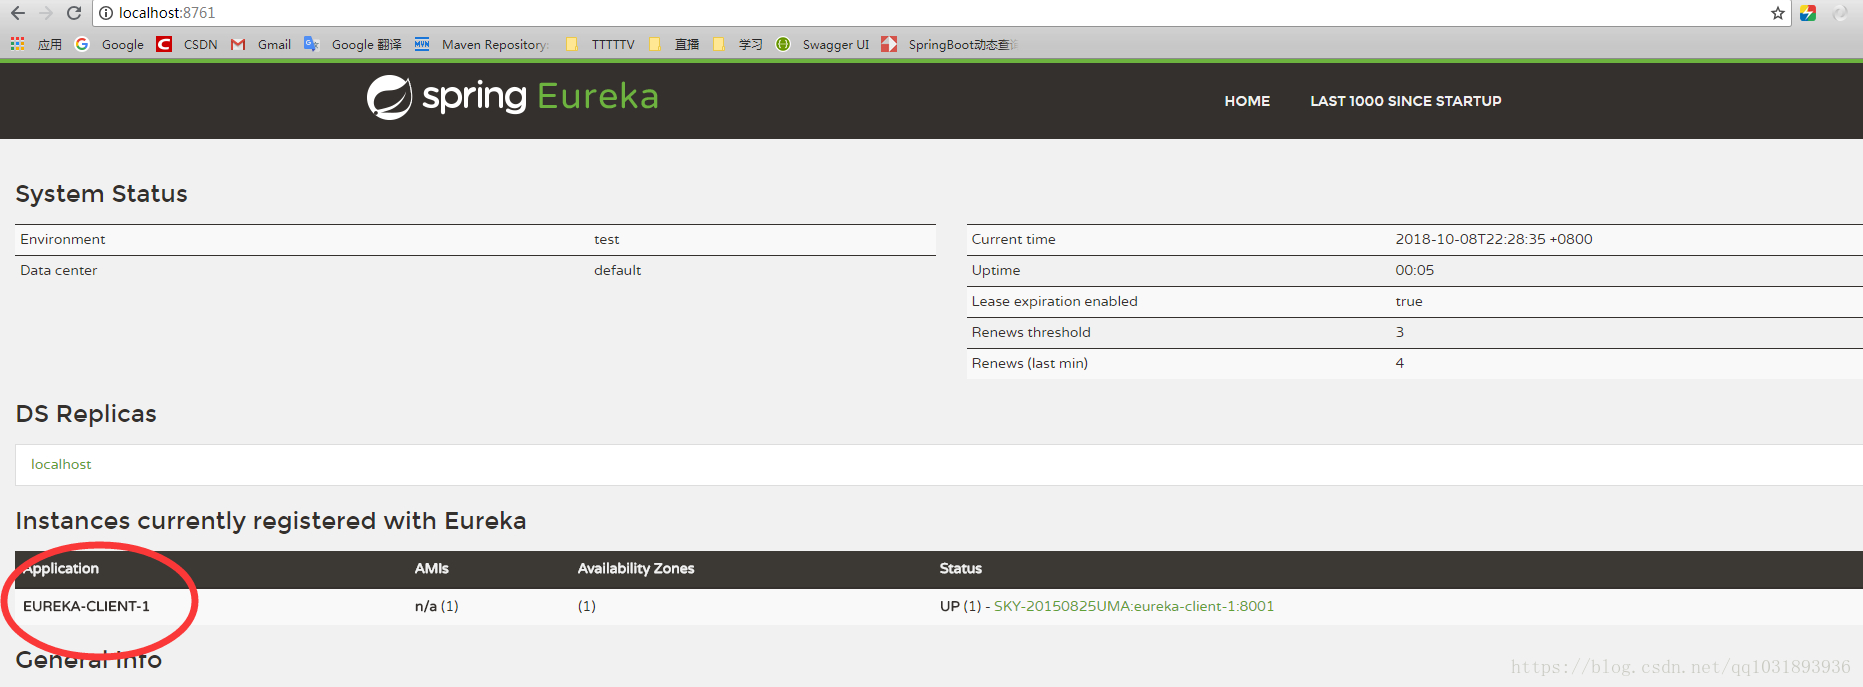 localhost:8761
应用 Google CSDN Gmail Google 翻译 Maven Repository: TTTTTV 直播 学习 Swagger UI SpringBoot动态查询
spring Eureka HOME LAST 1000 SINCE STARTUP
System Status
Environment test
Data center default
Current time 2018-10-08T22:28:35 +0800
Uptime 00:05
Lease expiration enabled true
Renews threshold 3
Renews (last min) 4
DS Replicas
localhost
Instances currently registered with Eureka
Application AMIs Availability Zones Status
EUREKA-CLIENT-1 n/a (1) (1) UP (1) - SKY-20150825UMA:eureka-client-1:8001
General Info
https://blog.csdn.net/qq1031893936